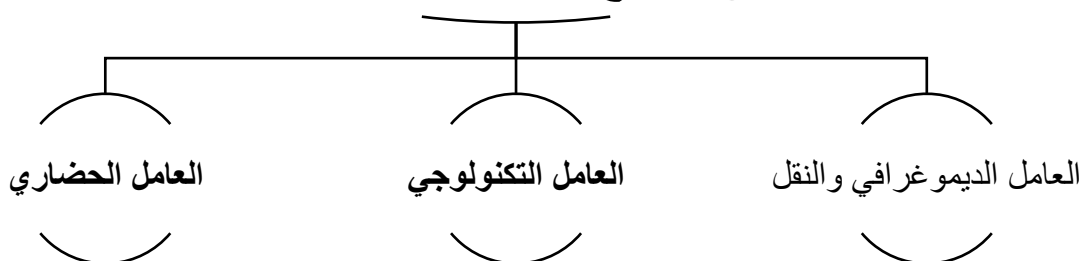 العامل الديموغرافي والنقل
العامل التكنولوجي
العامل الحضاري